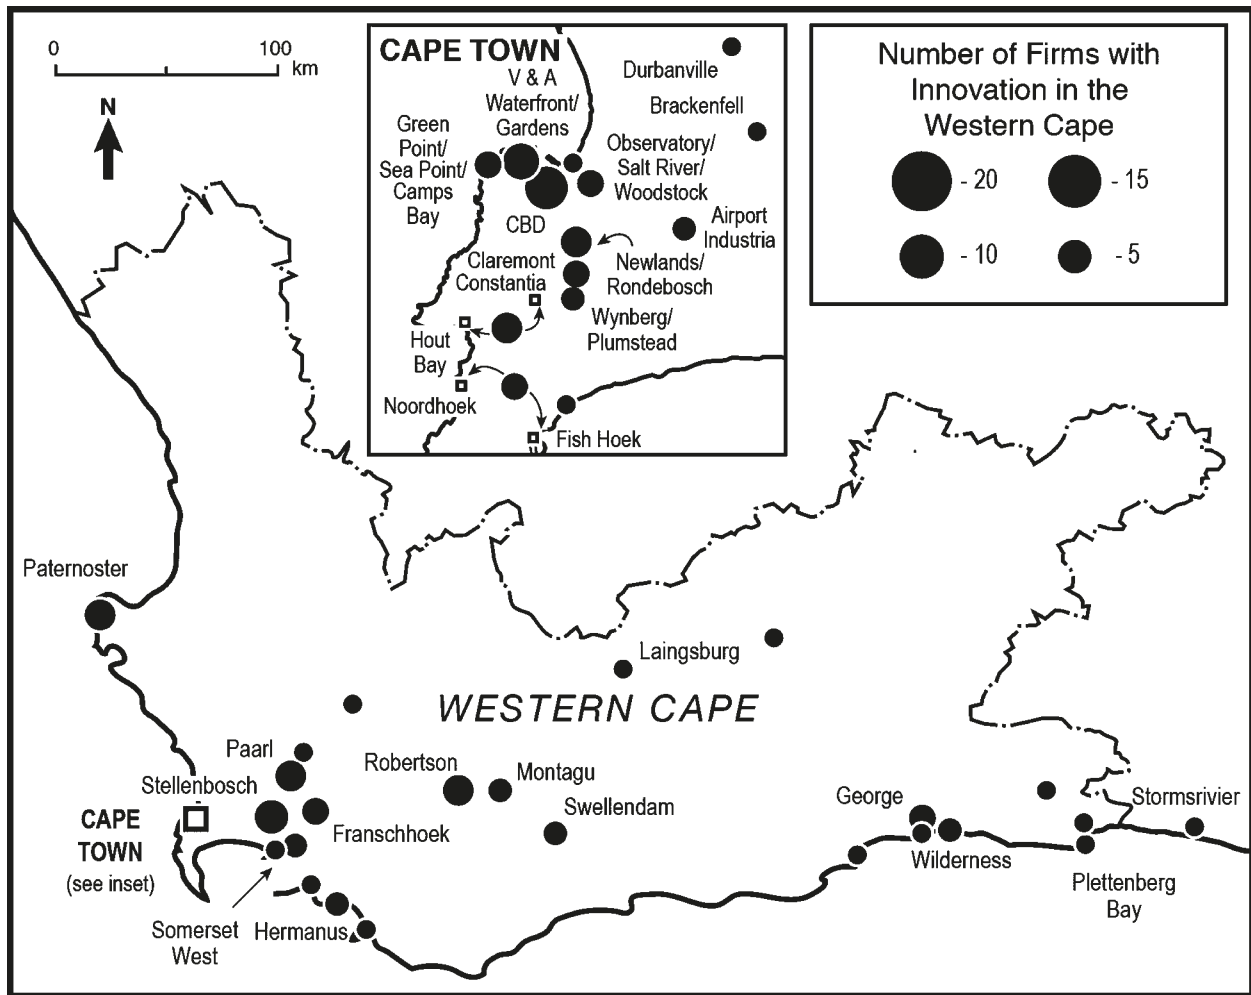 0
100
km
N
CAPE TOWN
V & A
Waterfront/
Gardens
Green
Point/
Sea Point/
Camps
Bay
Durbanville
Brackenfell
Observatory/
Salt River/
Woodstock
CBD
Airport
Industria
Claremont
Constantia
Newlands/
Rondebosch
Wynberg/
Plumstead
Hout
Bay
Noordhoek
Fish Hoek
Number of Firms with
Innovation in the
Western Cape
- 20
- 15
- 10
- 5
Paternoster
Laingsburg
WESTERN CAPE
Paarl
Robertson
Montagu
Stellenbosch
Swellendam
CAPE
TOWN
(see inset)
Franschhoek
George
Stormsrivier
Wilderness
Plettenberg
Bay
Somerset
West
Hermanus